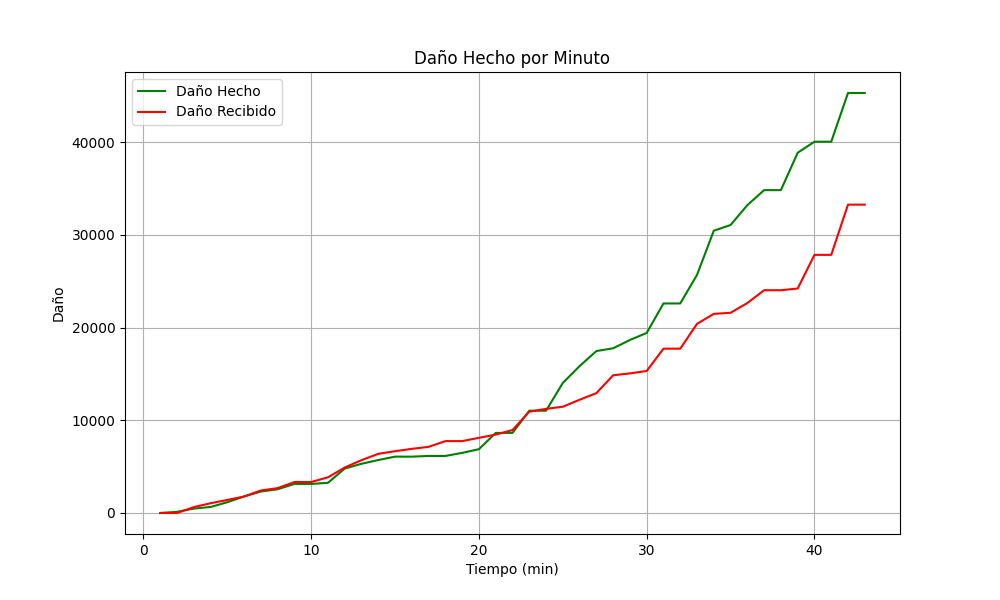 Daño Hecho por Minuto
Daño Hecho
Daño Recibido
Daño
40000
30000
20000
10000
0
0 10 20 30 40
Tiempo (min)